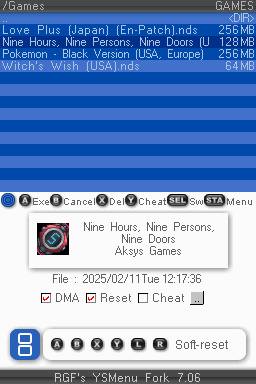 /Games GAMES
.. <DIR>
Love Plus (Japan) (En-Patch).nds 256MB
Nine Hours, Nine Persons, Nine Doors (U 128MB
Pokemon - Black Version (USA, Europe) 256MB
Witch's Wish (USA).nds 64MB
A Exe B Cancel X Del Y Cheat SEL Sw STA Menu
Nine Hours, Nine Persons,
Nine Doors
Aksys Games
File : 2025/02/11Tue 12:17:36
DMA Reset Cheat ..
A B X Y L R Soft-reset
RGF's YSMenu Fork 7.06